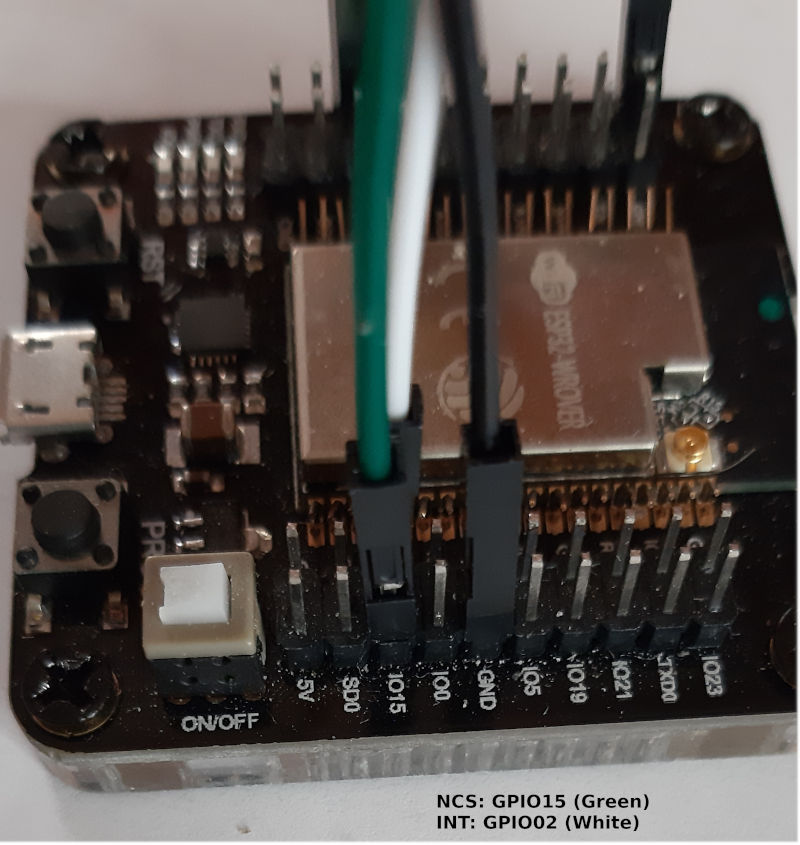 RST
WiFi
ESP32-WROVER
PR
5V
SD0
IO15
IO0
GND
IO5
IO19
IO21
TXD0
IO23
ON/OFF
NCS: GPIO15 (Green)
INT: GPIO02 (White)